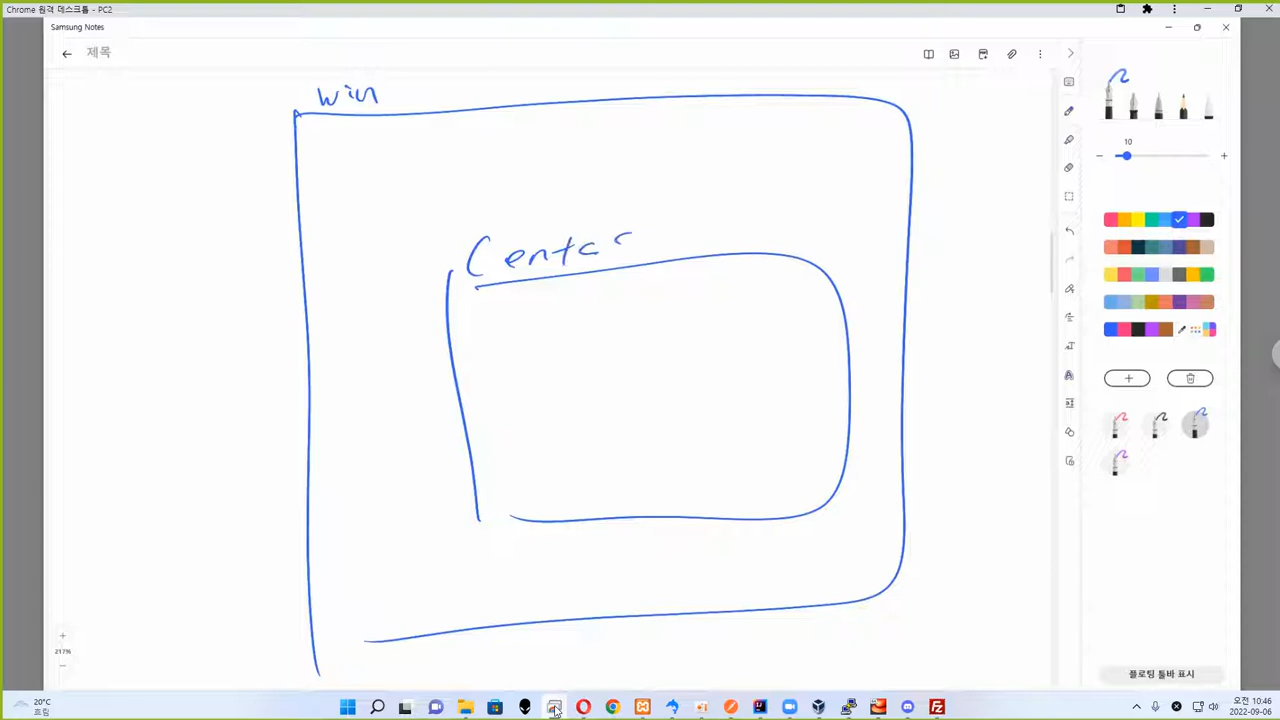 Chrome 원격 데스크톱 - PC2
Samsung Notes
제목
win
10
217%
플로팅 툴바 표시
20°C
흐림
오전 10:46
2022-09-06